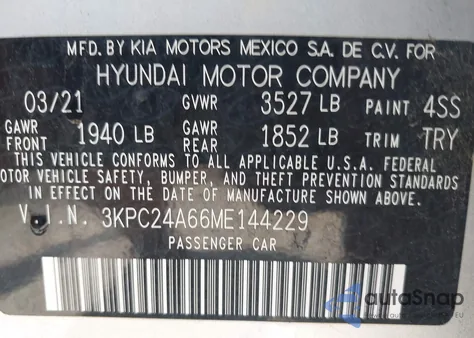 MFD. BY KIA MOTORS MEXICO S.A. DE C.V. FOR
HYUNDAI MOTOR COMPANY
03/21 GVWR 3527 LB PAINT 4SS
GAWR FRONT 1940 LB GAWR REAR 1852 LB TRIM TRY
THIS VEHICLE CONFORMS TO ALL APPLICABLE U.S.A. FEDERAL
MOTOR VEHICLE SAFETY, BUMPER, AND THEFT PREVENTION STANDARDS
IN EFFECT ON THE DATE OF MANUFACTURE SHOWN ABOVE.
V.I.N. 3KPC24A66ME144229
PASSENGER CAR
autoSnap